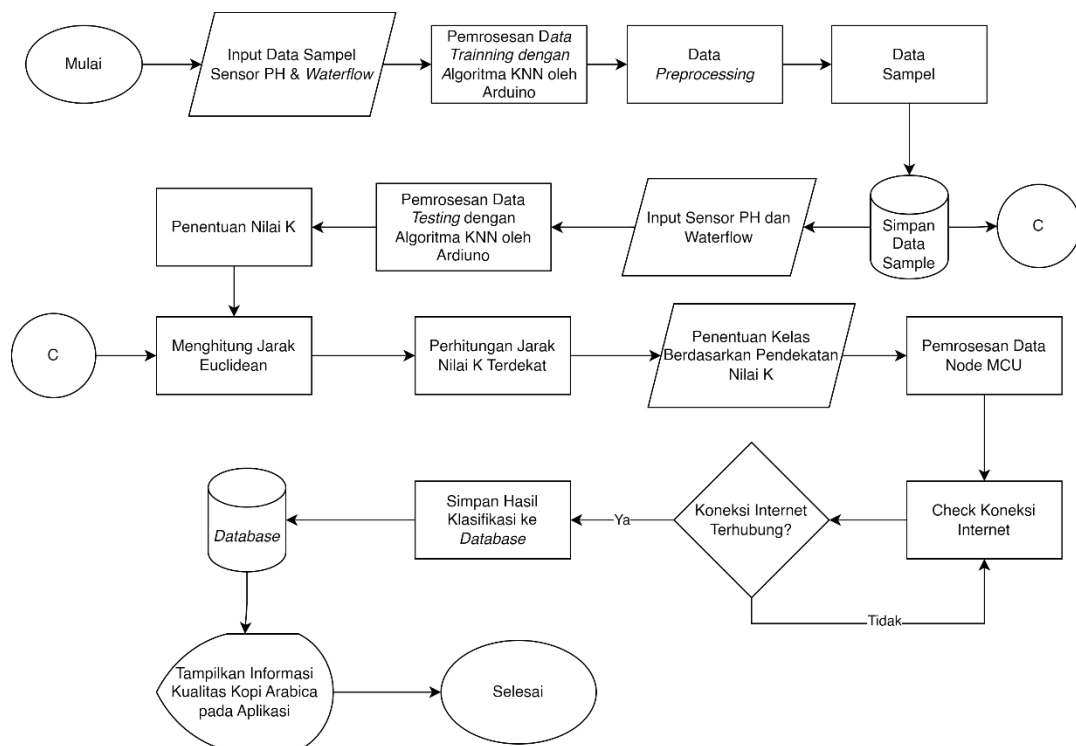 Mulai
Input Data Sampel
Sensor PH & Waterflow
Pemrosesan Data
Trainning dengan
Algoritma KNN oleh
Arduino
Data
Preprocessing
Data
Sampel
Penentuan Nilai K
Pemrosesan Data
Testing dengan
Algoritma KNN oleh
Ardiuno
Input Sensor PH dan
Waterflow
Simpan
Data
Sample
C
C
Menghitung Jarak
Euclidean
Perhitungan Jarak
Nilai K Terdekat
Penentuan Kelas
Berdasarkan Pendekatan
Nilai K
Pemrosesan Data
Node MCU
Database
Simpan Hasil
Klasifikasi ke
Database
Ya
Koneksi Internet
Terhubung?
Check Koneksi
Internet
Tidak
Tampilkan Informasi
Kualitas Kopi Arabica
pada Aplikasi
Selesai